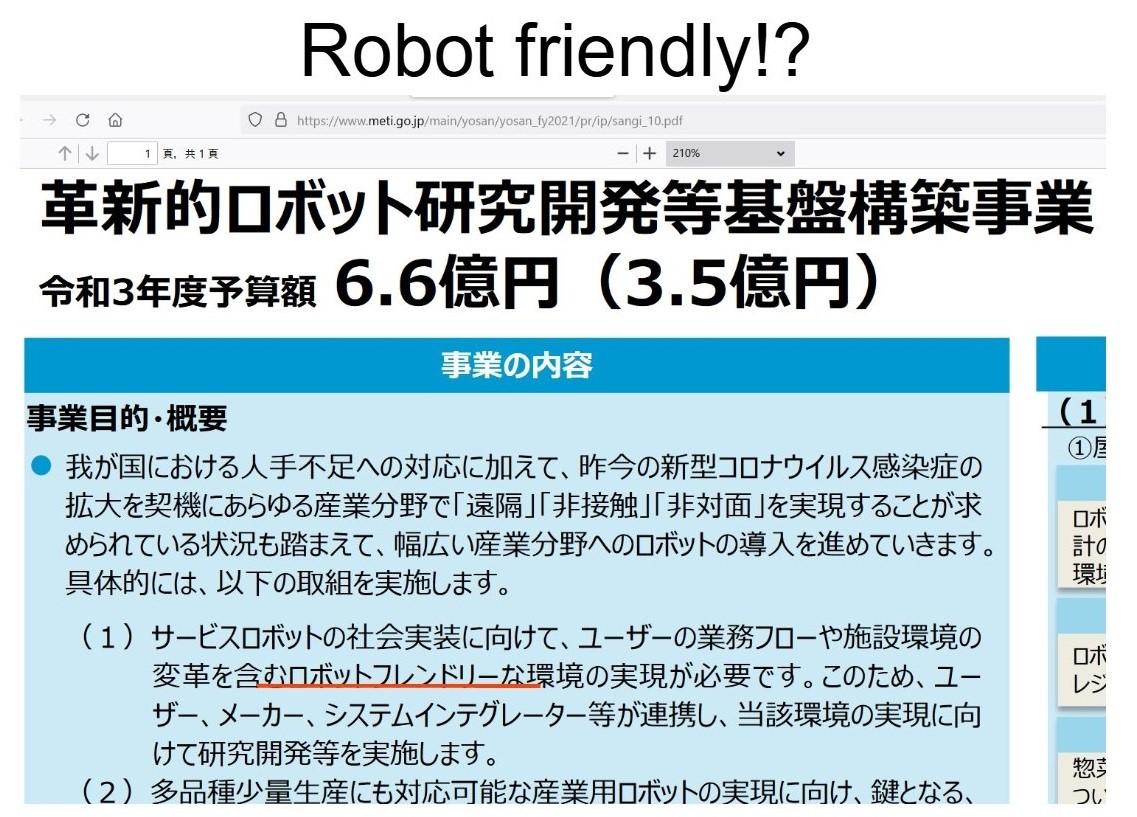 Robot friendly!?
https://www.meti.go.jp/main/yosan/yosan_fy2021/pr/ip/sangi_10.pdf
1 頁，共 1 頁
210%
革新的ロボット研究開発等基盤構築事業
令和3年度予算額 6.6億円（3.5億円）
事業の内容
事業目的・概要
● 我が国における人手不足への対応に加えて、昨今の新型コロナウイルス感染症の
拡大を契機にあらゆる産業分野で「遠隔」「非接触」「非対面」を実現することが求
められている状況も踏まえて、幅広い産業分野へのロボットの導入を進めていきます。
具体的には、以下の取組を実施します。
（１）サービスロボットの社会実装に向けて、ユーザーの業務フローや施設環境の
変革を含むロボットフレンドリーな環境の実現が必要です。このため、ユー
ザー、メーカー、システムインテグレーター等が連携し、当該環境の実現に向
けて研究開発等を実施します。
（２）多品種少量生産にも対応可能な産業用ロボットの実現に向け、鍵となる、
（１）
①屋
ロボ
計の
環境
ロボ
レジ
惣菜
つい